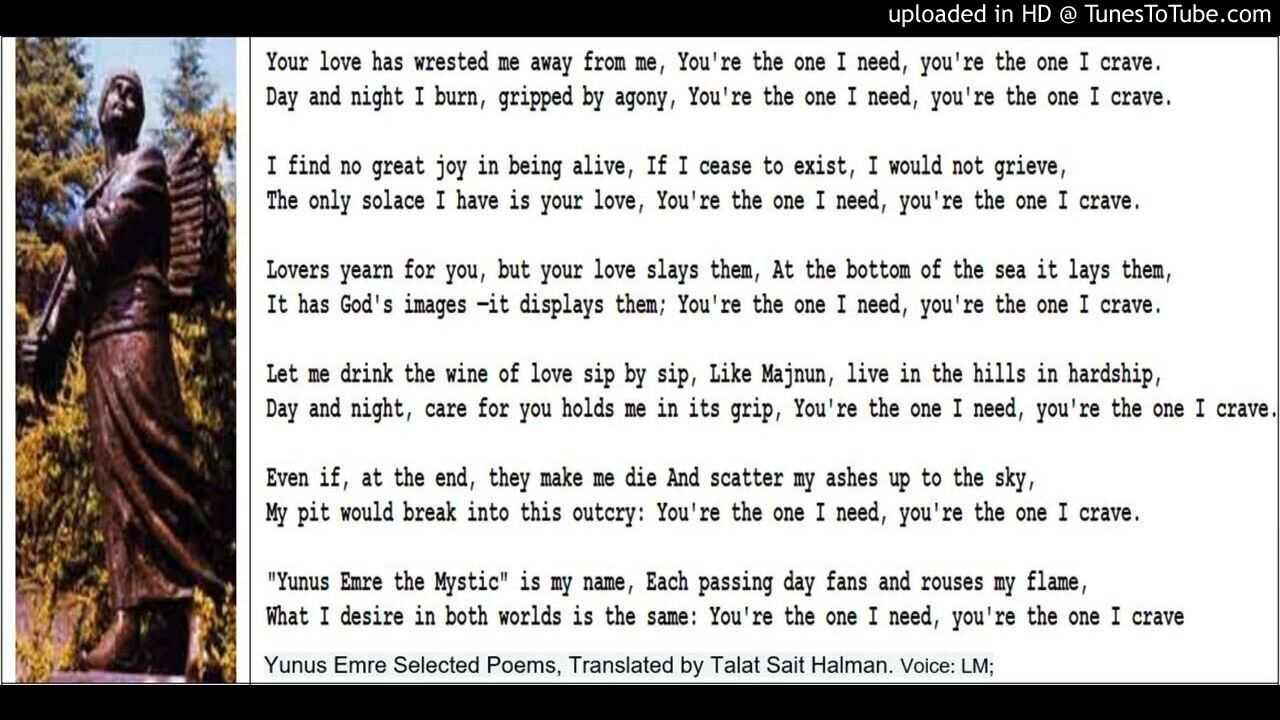 uploaded in HD @ TunesToTube.com
Your love has wrested me away from me, You're the one I need, you're the one I crave.
Day and night I burn, gripped by agony, You're the one I need, you're the one I crave.
I find no great joy in being alive, If I cease to exist, I would not grieve,
The only solace I have is your love, You're the one I need, you're the one I crave.
Lovers yearn for you, but your love slays them, At the bottom of the sea it lays them,
It has God's images —it displays them; You're the one I need, you're the one I crave.
Let me drink the wine of love sip by sip, Like Majnun, live in the hills in hardship,
Day and night, care for you holds me in its grip, You're the one I need, you're the one I crave.
Even if, at the end, they make me die And scatter my ashes up to the sky,
My pit would break into this outcry: You're the one I need, you're the one I crave.
"Yunus Emre the Mystic" is my name, Each passing day fans and rouses my flame,
What I desire in both worlds is the same: You're the one I need, you're the one I crave
Yunus Emre Selected Poems, Translated by Talat Sait Halman. Voice: LM;